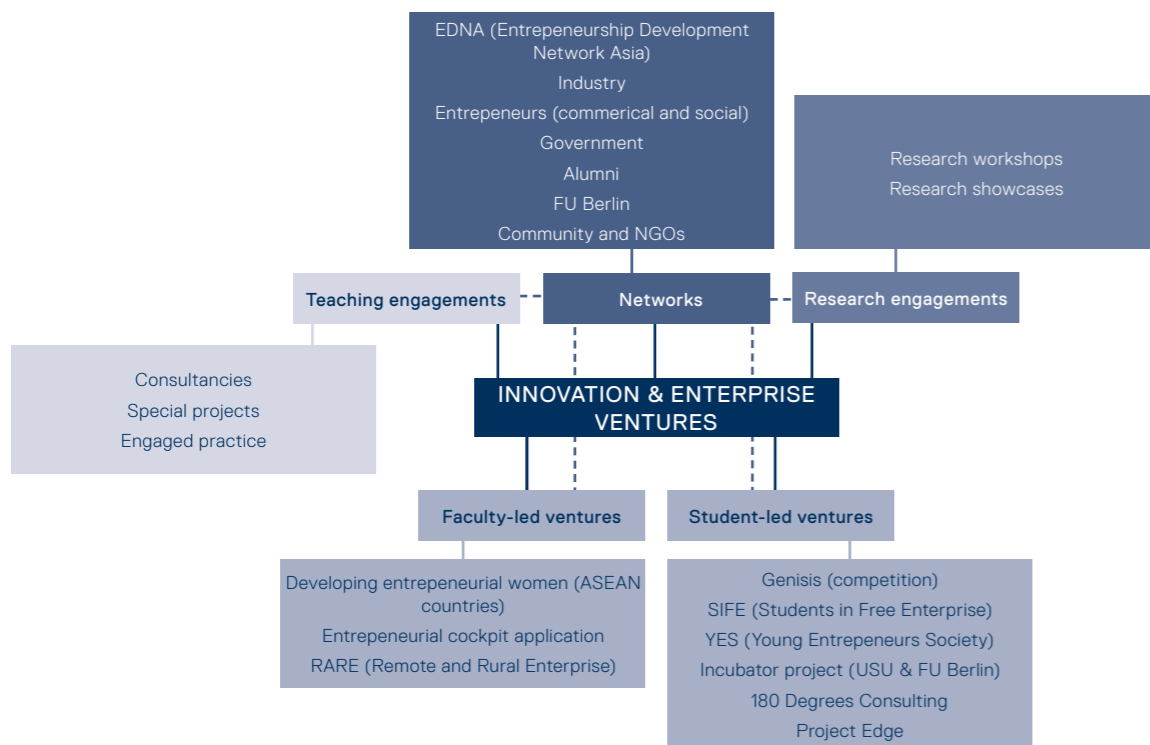 EDNA (Entrepeneurship Development
Network Asia)
Industry
Entrepeneurs (commerical and social)
Government
Alumni
FU Berlin
Community and NGOs
Research workshops
Research showcases
Teaching engagements
Networks
Research engagements
Consultancies
Special projects
Engaged practice
INNOVATION & ENTERPRISE
VENTURES
Faculty-led ventures
Student-led ventures
Developing entrepeneurial women (ASEAN
countries)
Entrepeneurial cockpit application
RARE (Remote and Rural Enterprise)
Genisis (competition)
SIFE (Students in Free Enterprise)
YES (Young Entrepeneurs Society)
Incubator project (USU & FU Berlin)
180 Degrees Consulting
Project Edge